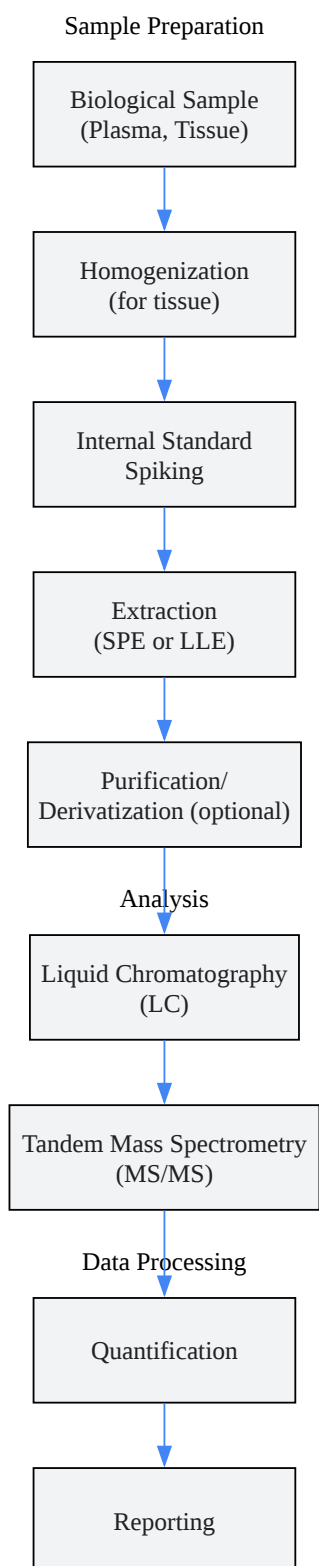 Sample Preparation
Biological Sample
(Plasma, Tissue)
Homogenization
(for tissue)
Internal Standard
Spiking
Extraction
(SPE or LLE)
Purification/
Derivatization (optional)
Analysis
Liquid Chromatography
(LC)
Tandem Mass Spectrometry
(MS/MS)
Data Processing
Quantification
Reporting